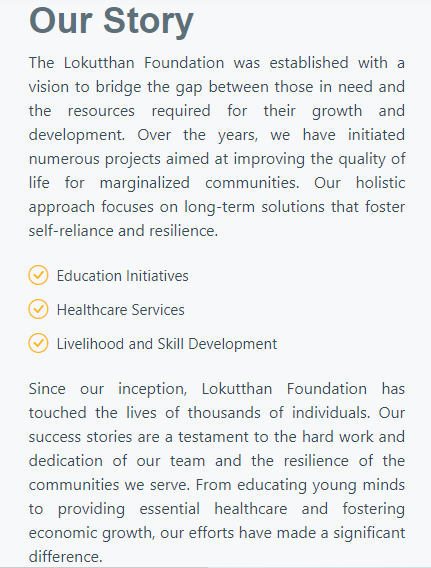 Our Story
The Lokutthan Foundation was established with a
vision to bridge the gap between those in need and
the resources required for their growth and
development. Over the years, we have initiated
numerous projects aimed at improving the quality of
life for marginalized communities. Our holistic
approach focuses on long-term solutions that foster
self-reliance and resilience.
Education Initiatives
Healthcare Services
Livelihood and Skill Development
Since our inception, Lokutthan Foundation has
touched the lives of thousands of individuals. Our
success stories are a testament to the hard work and
dedication of our team and the resilience of the
communities we serve. From educating young minds
to providing essential healthcare and fostering
economic growth, our efforts have made a significant
difference.